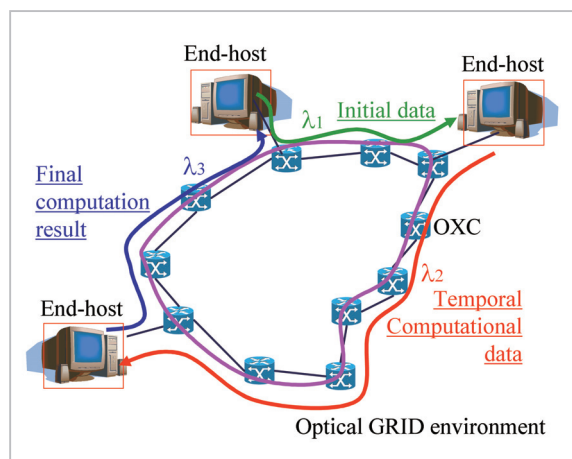 End-host
End-host
λ1
Initial data
λ3
Final
computation
result
OXC
λ2
Temporal
Computational
data
End-host
Optical GRID environment